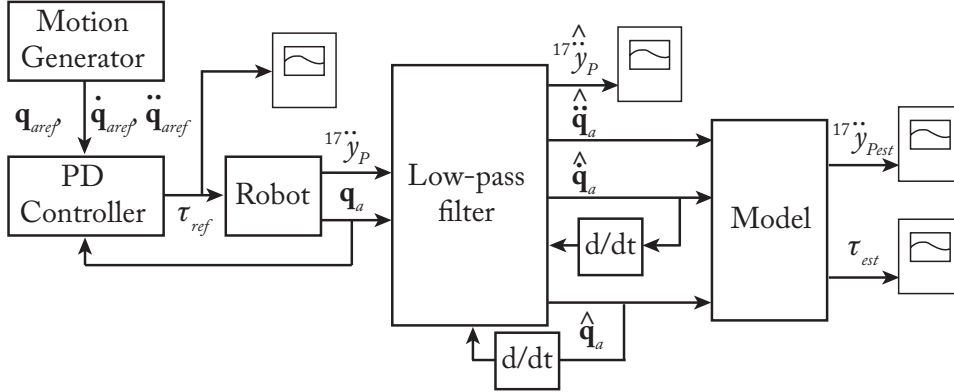 Motion
Generator
q_aref, q̇_aref, q̈_aref
PD
Controller
τ_ref
Robot
¹⁷ÿ_P
q_a
Low-pass
filter
¹⁷ÿ̂_P
q̈̂_a
q̇̂_a
d/dt
q̂_a
d/dt
Model
¹⁷ÿ_Pest
τ_est